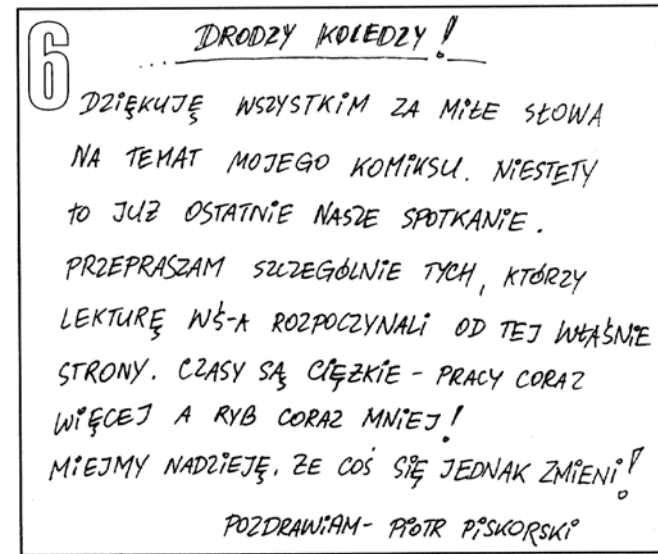 6
DRODZY KOLEDZY!
DZIĘKUJĘ WSZYSTKIM ZA MIŁE SŁOWA
NA TEMAT MOJEGO KOMIKSU. NIESTETY
TO JUŻ OSTATNIE NASZE SPOTKANIE.
PRZEPRASZAM SZCZEGÓLNIE TYCH, KTÓRZY
LEKTURĘ WŚ-A ROZPOCZYNALI OD TEJ WŁAŚNIE
STRONY. CZASY SĄ CIĘŻKIE - PRACY CORAZ
WIĘCEJ A RYB CORAZ MNIEJ!
MIEJMY NADZIEJĘ, ŻE COŚ SIĘ JEDNAK ZMIENI!
POZDRAWIAM - PIOTR PISKORSKI